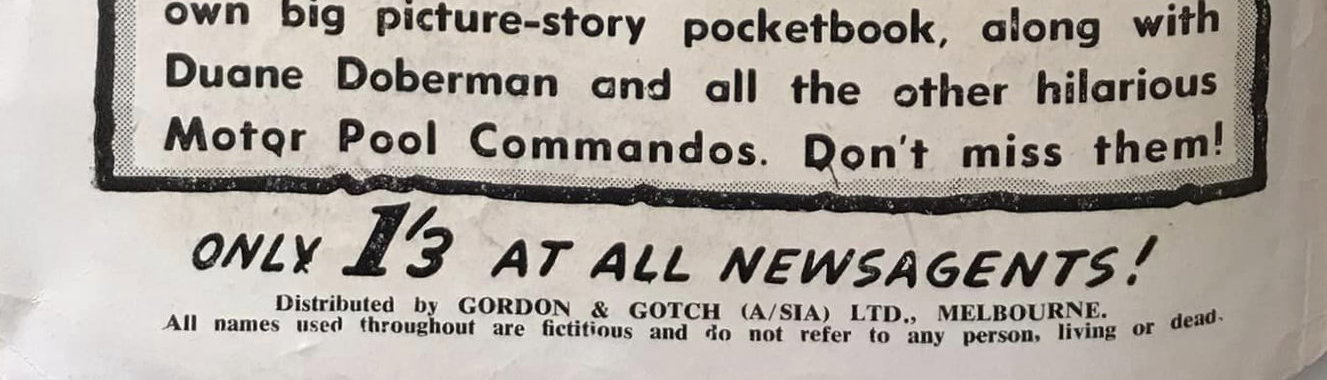 own big picture-story pocketbook, along with
Duane Doberman and all the other hilarious
Motor Pool Commandos. Don't miss them!
ONLY 1'3 AT ALL NEWSAGENTS!
Distributed by GORDON & GOTCH (A/SIA) LTD., MELBOURNE.
All names used throughout are fictitious and do not refer to any person, living or dead.